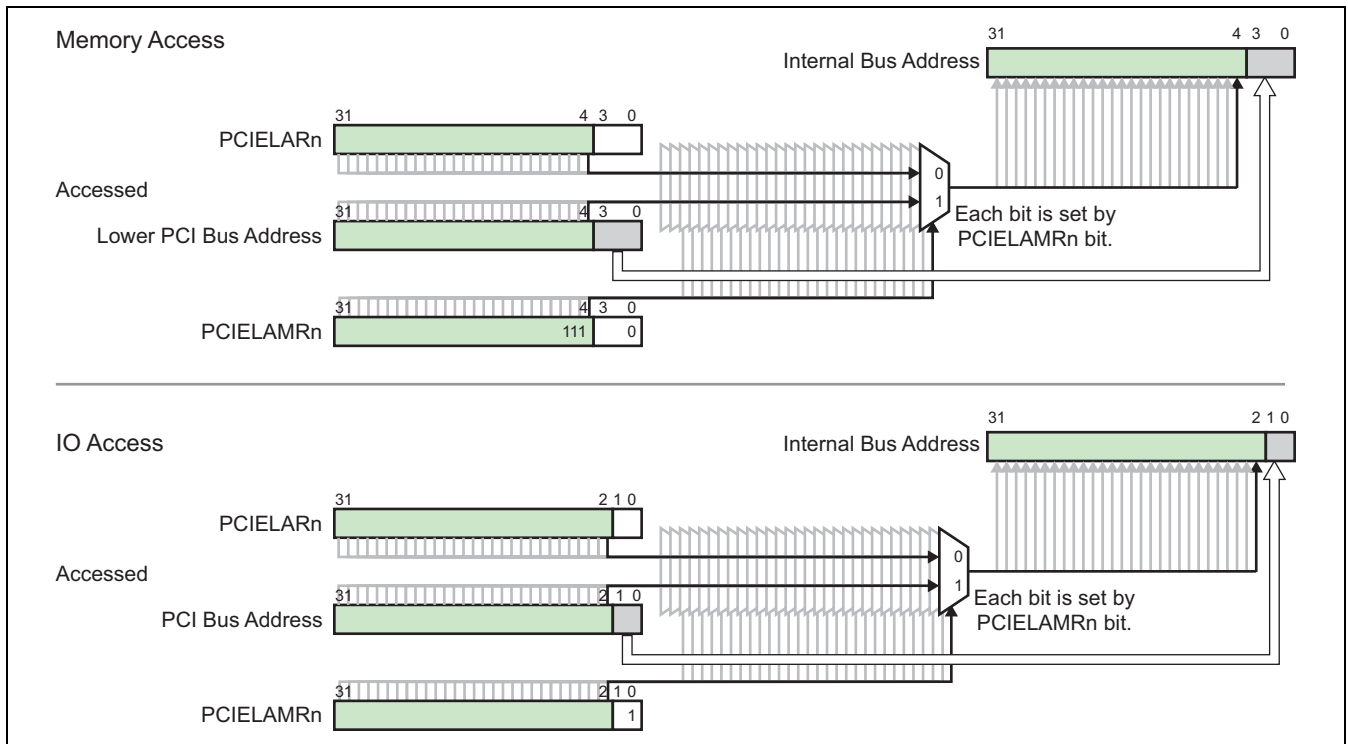 Memory Access
31 4 3 0
Internal Bus Address
31 4 3 0
PCIELARn
0
1
Accessed
31 4 3 0
Lower PCI Bus Address
Each bit is set by
PCIELAMRn bit.
31 4 3 0
PCIELAMRn 111 0
IO Access
31 2 1 0
Internal Bus Address
31 2 1 0
PCIELARn
0
1
Accessed
31 2 1 0
PCI Bus Address
Each bit is set by
PCIELAMRn bit.
31 2 1 0
PCIELAMRn 1